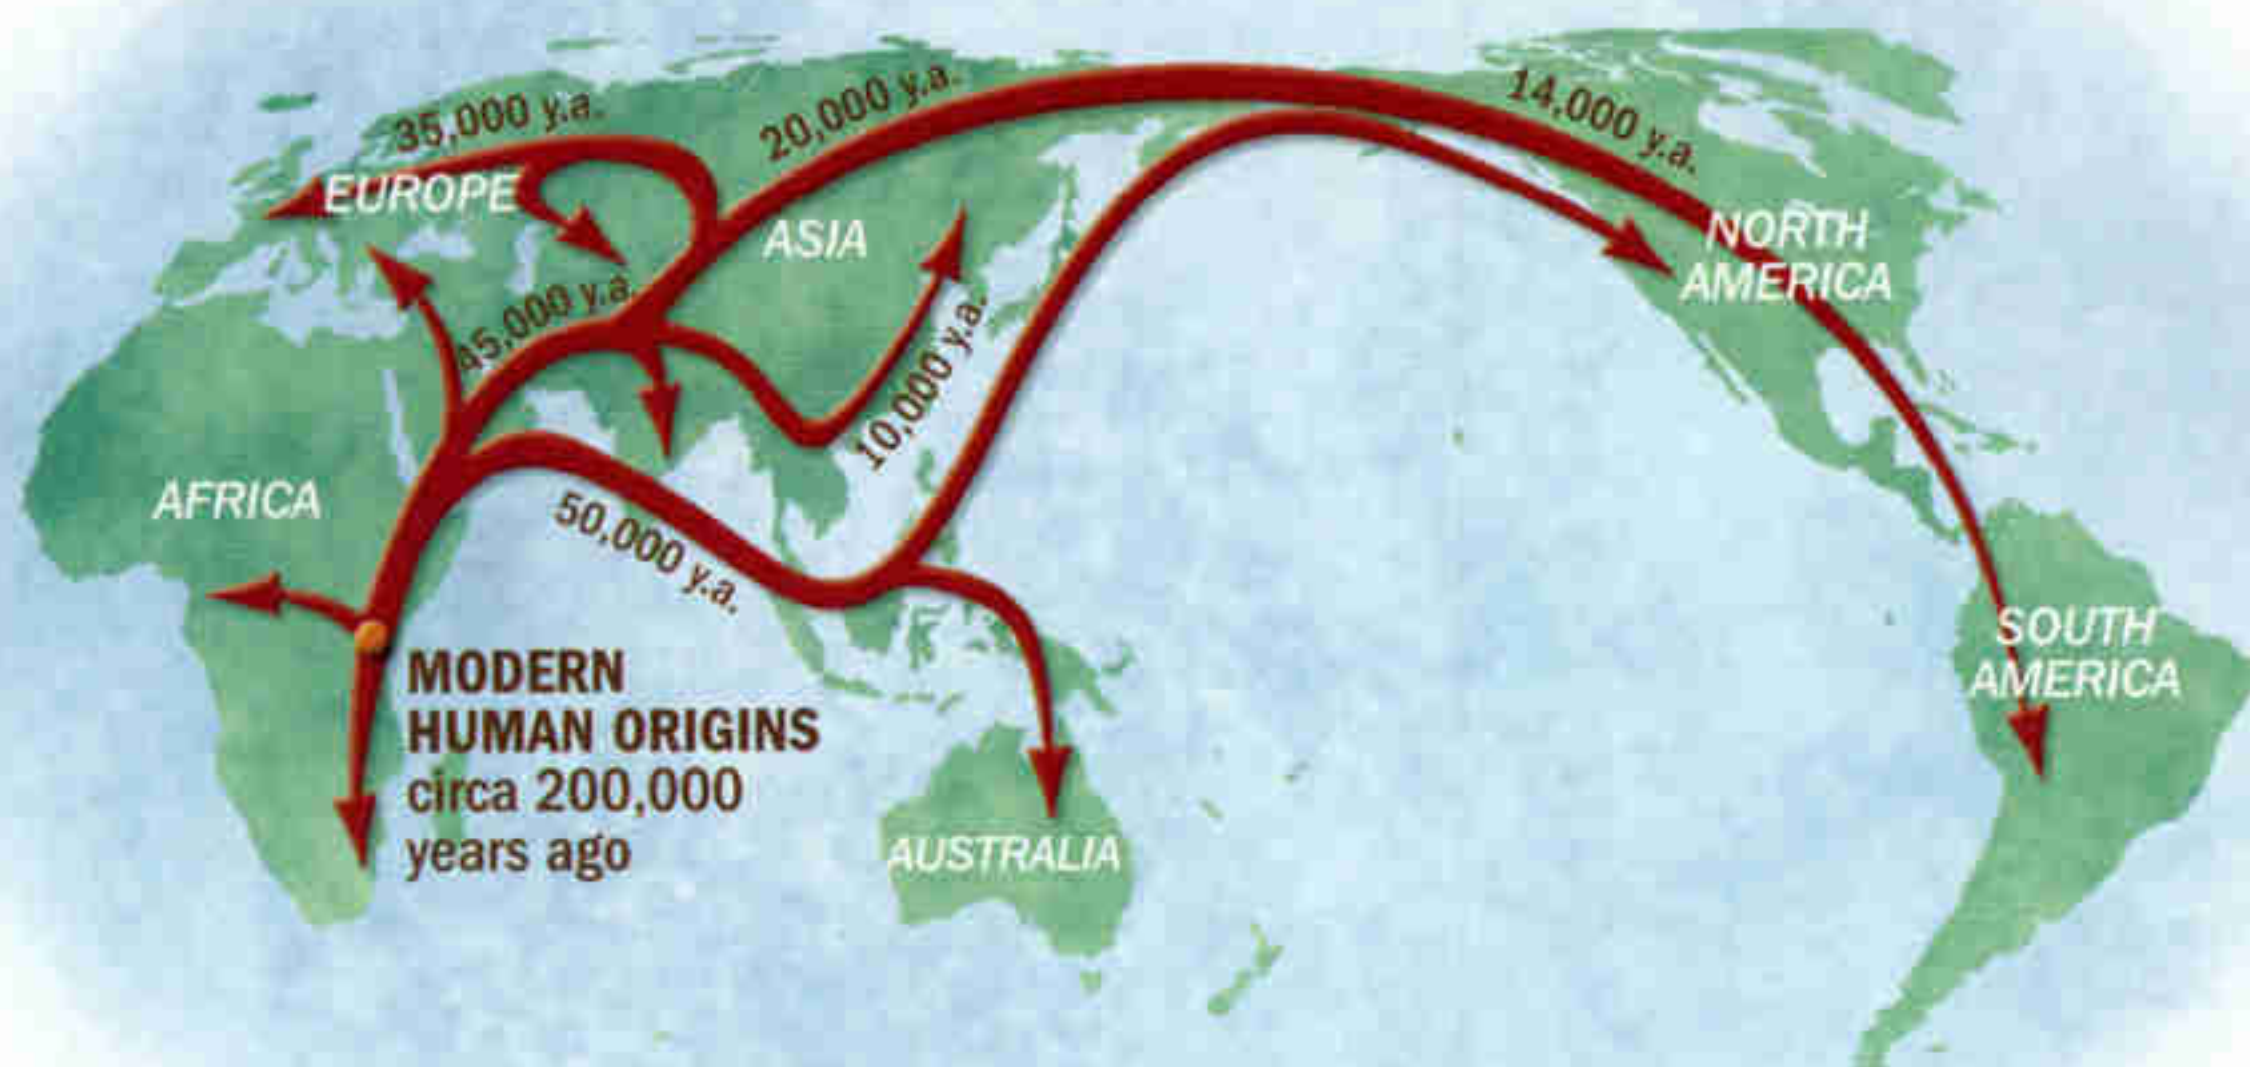 35,000 y.a.
20,000 y.a.
14,000 y.a.
EUROPE
ASIA
NORTH
AMERICA
45,000 y.a.
10,000 y.a.
AFRICA
50,000 y.a.
MODERN
HUMAN ORIGINS
circa 200,000
years ago
SOUTH
AMERICA
AUSTRALIA